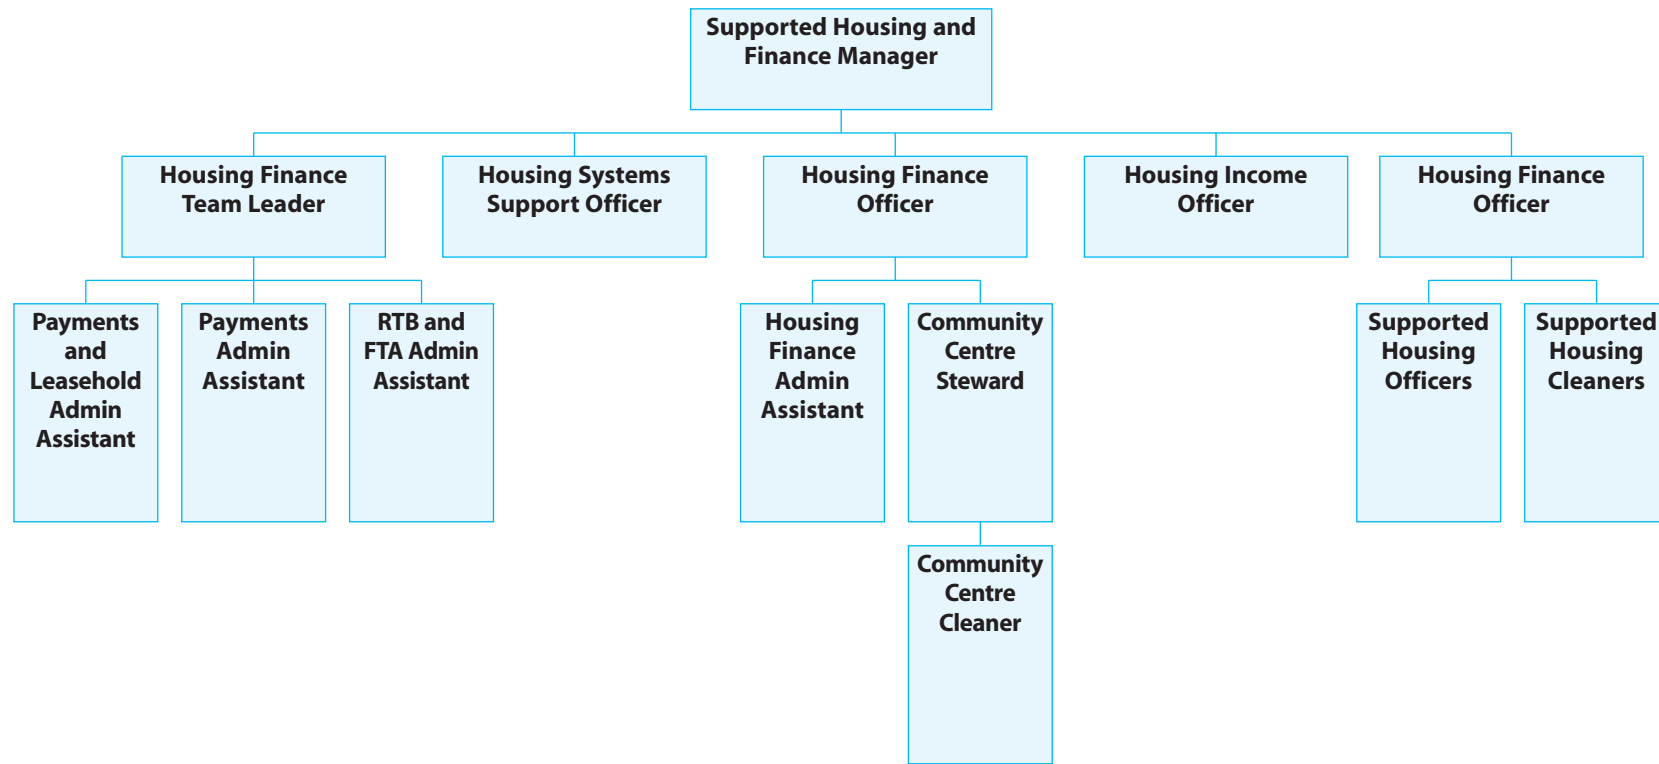 Supported Housing and
Finance Manager
Housing Finance
Team Leader
Housing Systems
Support Officer
Housing Finance
Officer
Housing Income
Officer
Housing Finance
Officer
Payments
and
Leasehold
Admin
Assistant
Payments
Admin
Assistant
RTB and
FTA Admin
Assistant
Housing
Finance
Admin
Assistant
Community
Centre
Steward
Supported
Housing
Officers
Supported
Housing
Cleaners
Community
Centre
Cleaner